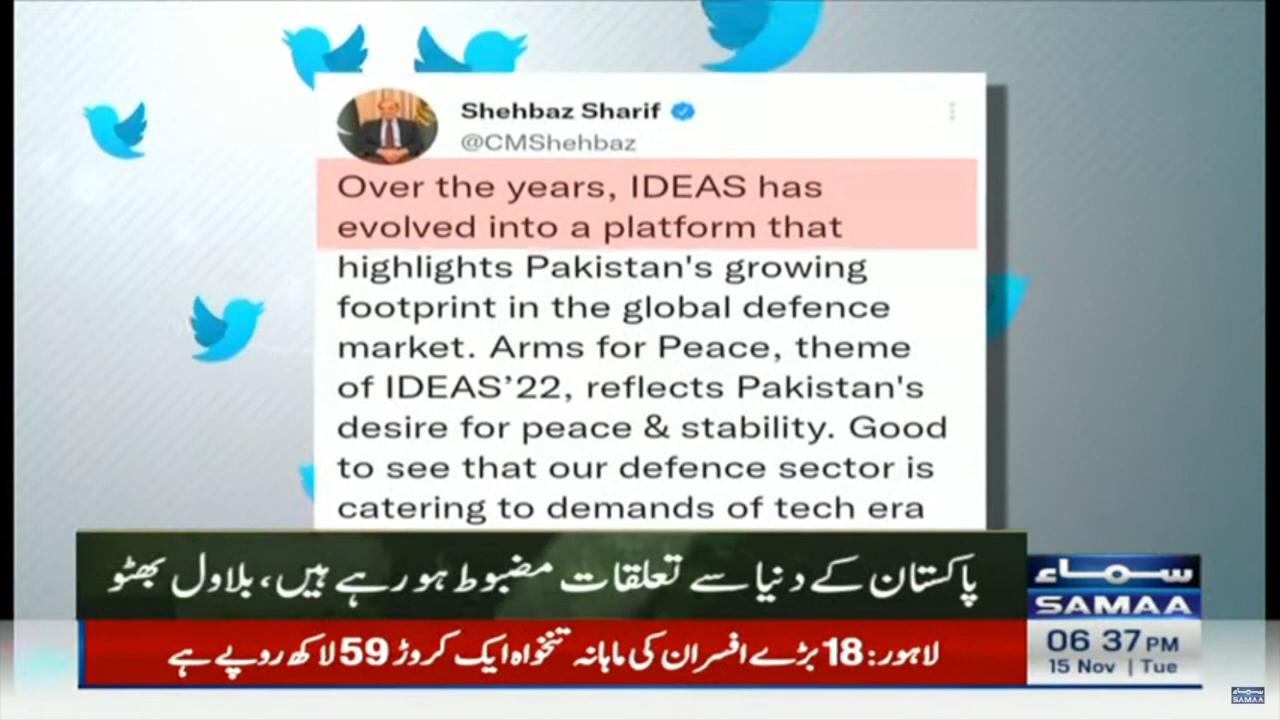 Shehbaz Sharif
@CMShehbaz
Over the years, IDEAS has
evolved into a platform that
highlights Pakistan's growing
footprint in the global defence
market. Arms for Peace, theme
of IDEAS'22, reflects Pakistan's
desire for peace & stability. Good
to see that our defence sector is
catering to demands of tech era
پاکستان کے دنیا سے تعلقات مضبوط ہو رہے ہیں، بلاول بھٹو
لاہور: 18 بڑے افسران کی ماہانہ تنخواہ ایک کروڑ 59 لاکھ روپے ہے
سماء
SAMAA
06 37 PM
15 Nov | Tue
سماء
SAMAA